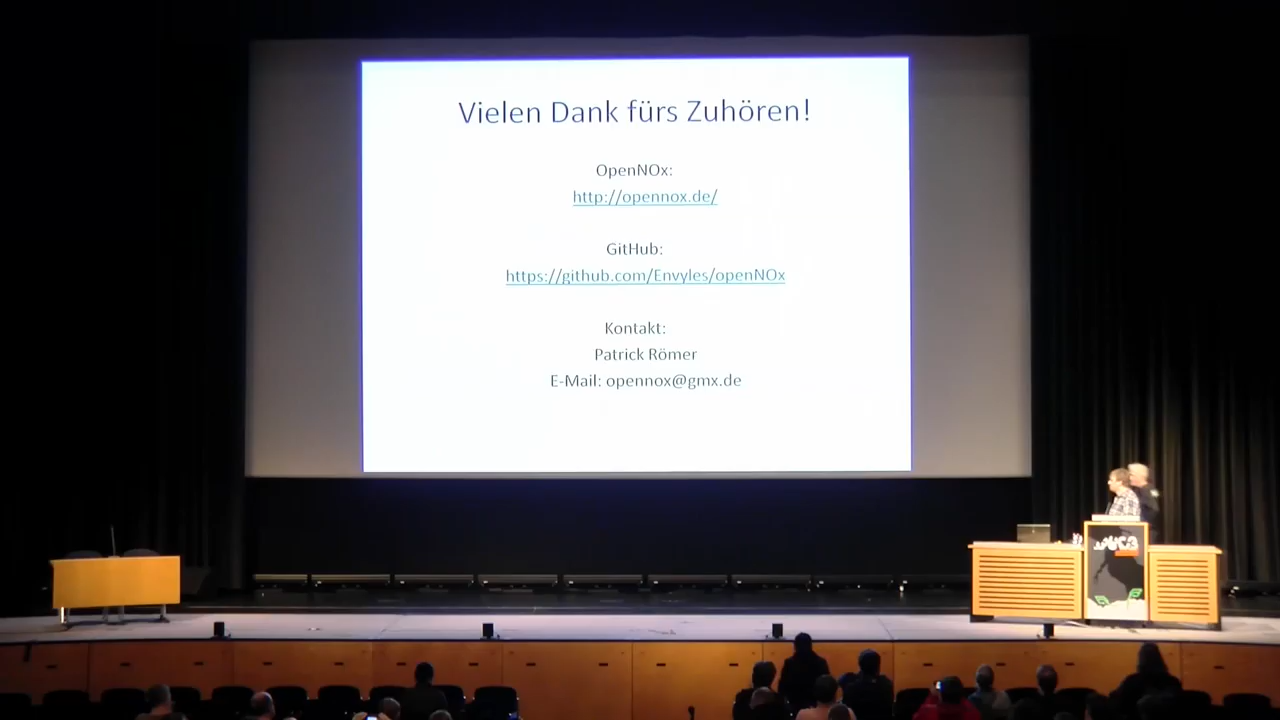 Vielen Dank fürs Zuhören!
OpenNOx:
http://opennox.de/
GitHub:
https://github.com/Envyles/openNOx
Kontakt:
Patrick Römer
E-Mail: opennox@gmx.de